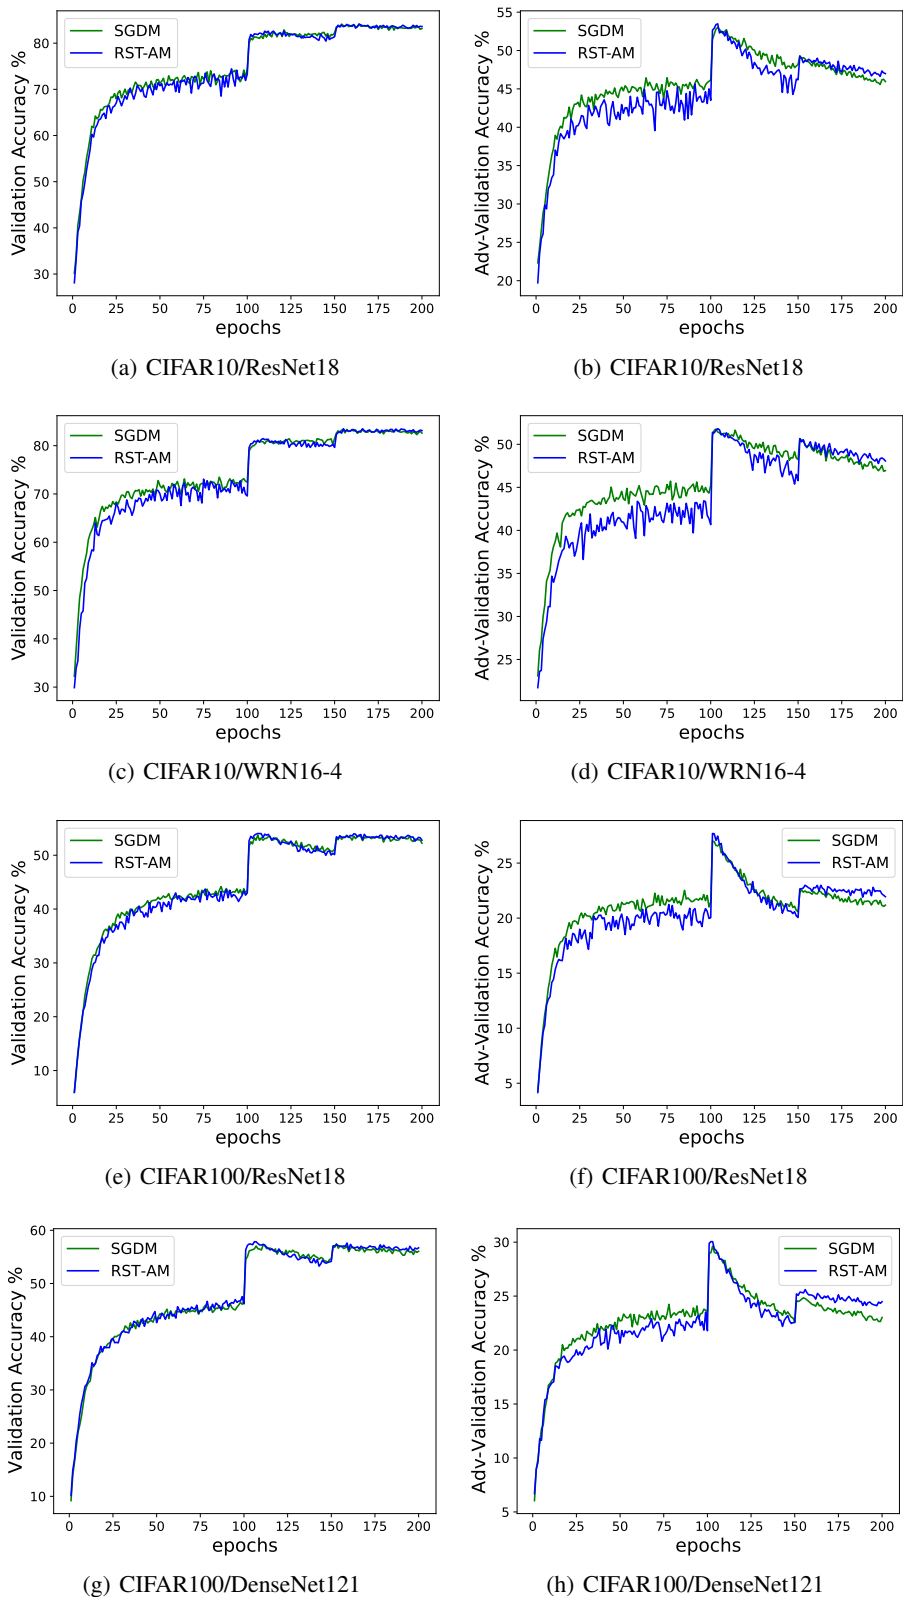 Validation Accuracy %
80
70
60
50
40
30
SGDM
RST-AM
0 25 50 75 100 125 150 175 200
epochs
(a) CIFAR10/ResNet18
Adv-Validation Accuracy %
55
50
45
40
35
30
25
20
SGDM
RST-AM
0 25 50 75 100 125 150 175 200
epochs
(b) CIFAR10/ResNet18
Validation Accuracy %
80
70
60
50
40
30
SGDM
RST-AM
0 25 50 75 100 125 150 175 200
epochs
(c) CIFAR10/WRN16-4
Adv-Validation Accuracy %
50
45
40
35
30
25
SGDM
RST-AM
0 25 50 75 100 125 150 175 200
epochs
(d) CIFAR10/WRN16-4
Validation Accuracy %
50
40
30
20
10
SGDM
RST-AM
0 25 50 75 100 125 150 175 200
epochs
(e) CIFAR100/ResNet18
Adv-Validation Accuracy %
25
20
15
10
5
SGDM
RST-AM
0 25 50 75 100 125 150 175 200
epochs
(f) CIFAR100/ResNet18
Validation Accuracy %
60
50
40
30
20
10
SGDM
RST-AM
0 25 50 75 100 125 150 175 200
epochs
(g) CIFAR100/DenseNet121
Adv-Validation Accuracy %
30
25
20
15
10
5
SGDM
RST-AM
0 25 50 75 100 125 150 175 200
epochs
(h) CIFAR100/DenseNet121